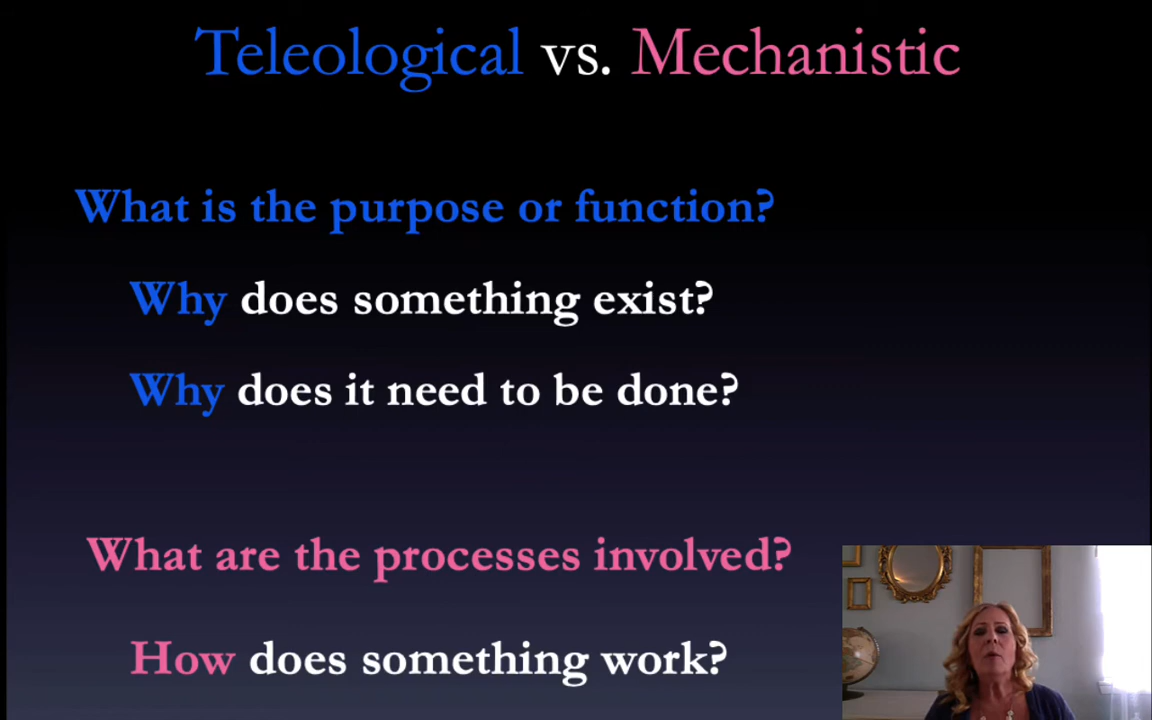 Teleological vs. Mechanistic
What is the purpose or function?
Why does something exist?
Why does it need to be done?
What are the processes involved?
How does something work?